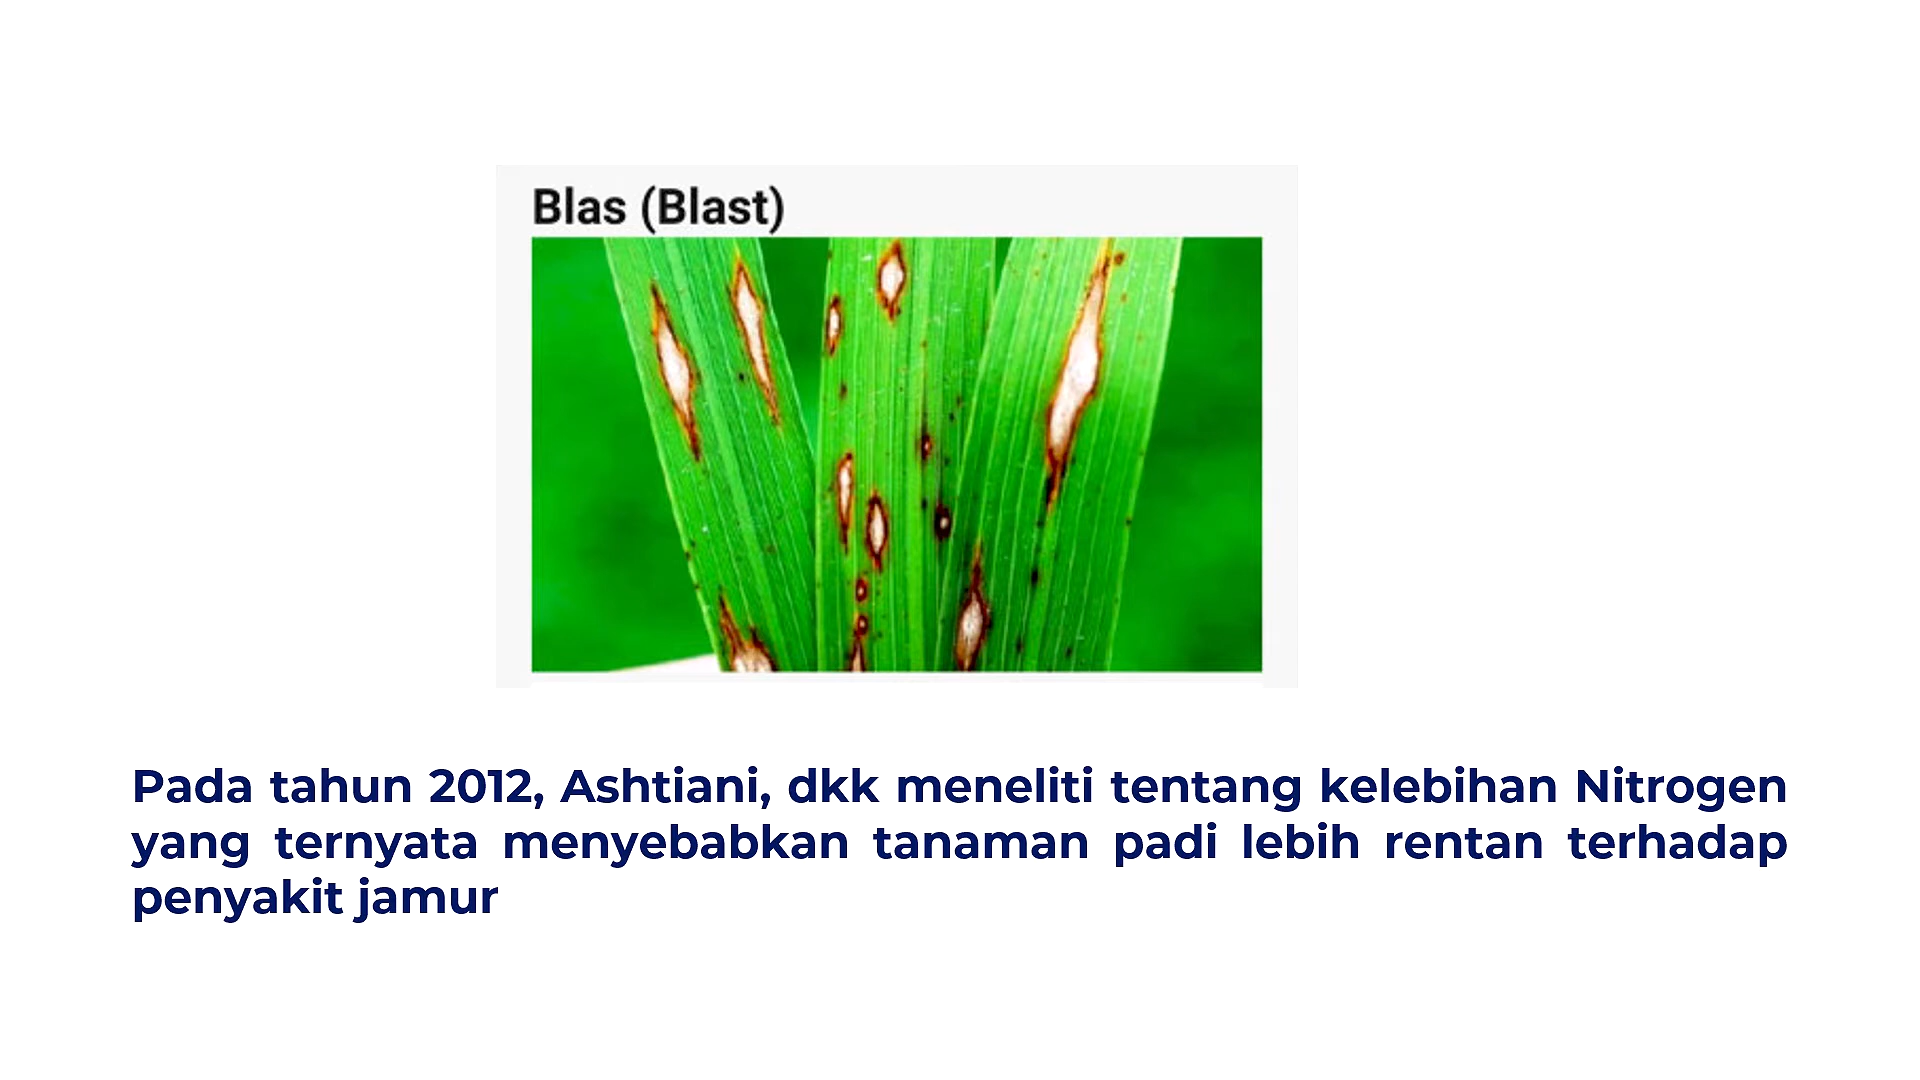 Blas (Blast)
Pada tahun 2012, Ashtiani, dkk meneliti tentang kelebihan Nitrogen
yang ternyata menyebabkan tanaman padi lebih rentan terhadap
penyakit jamur